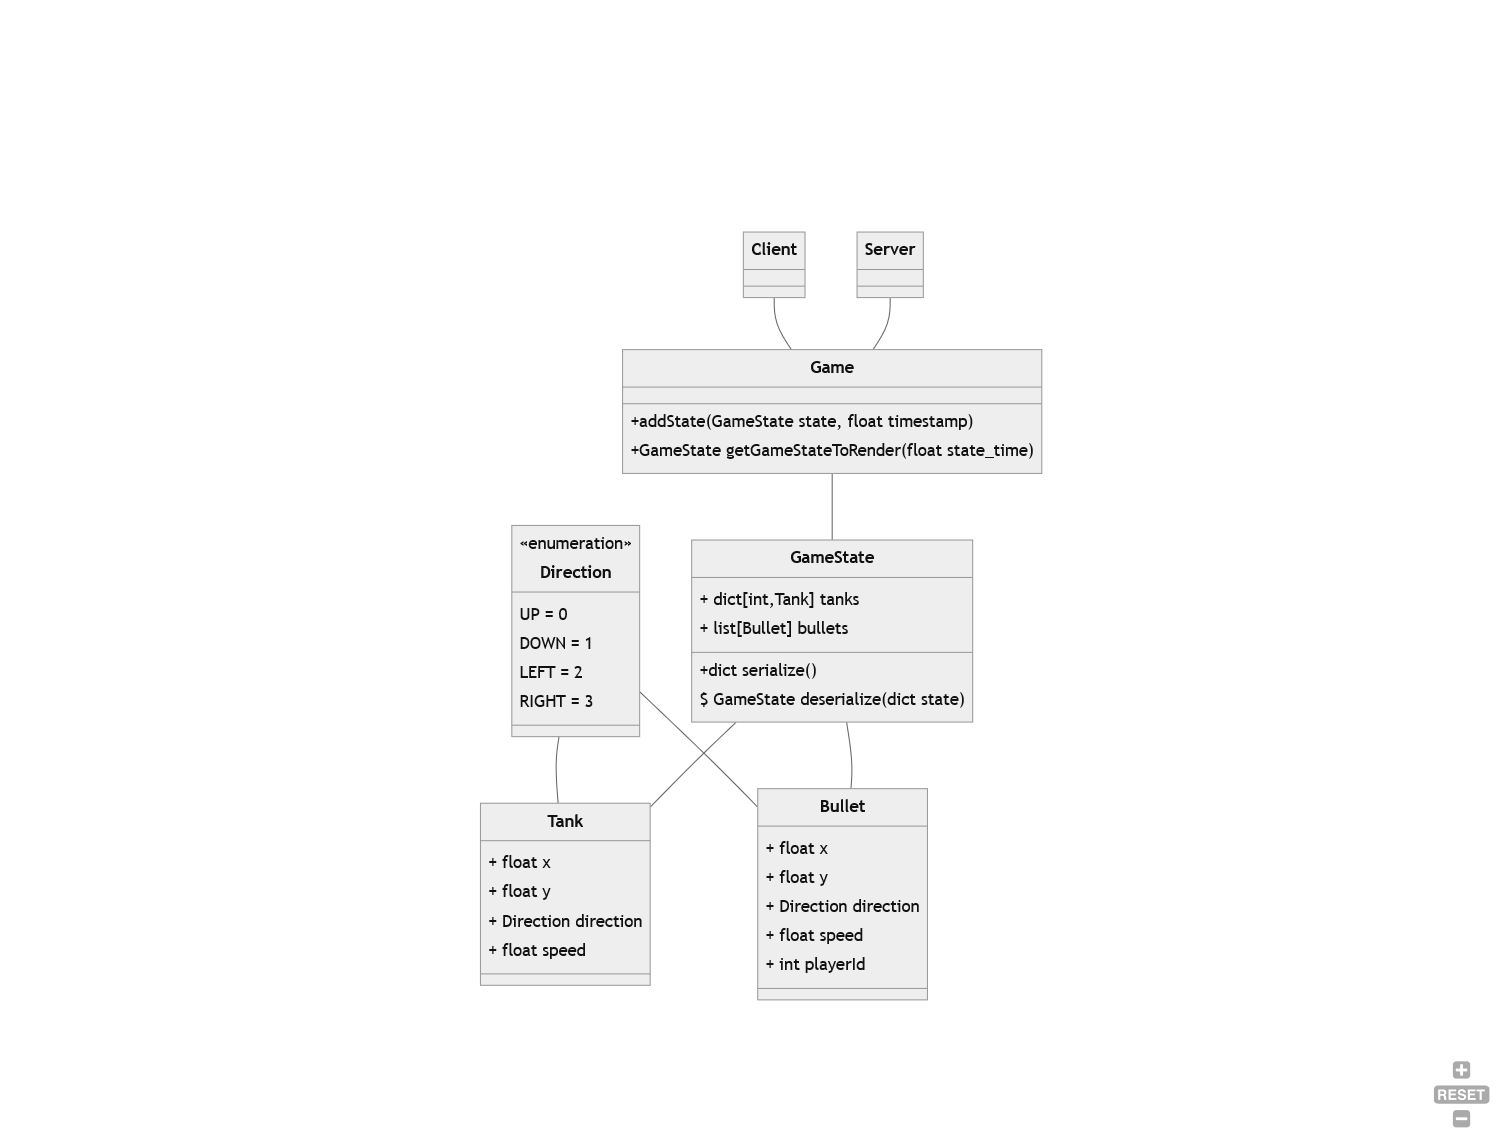 Client
Server
Game
+addState(GameState state, float timestamp)
+GameState getGameStateToRender(float state_time)
«enumeration»
Direction
UP = 0
DOWN = 1
LEFT = 2
RIGHT = 3
GameState
+ dict[int,Tank] tanks
+ list[Bullet] bullets
+dict serialize()
$ GameState deserialize(dict state)
Tank
+ float x
+ float y
+ Direction direction
+ float speed
Bullet
+ float x
+ float y
+ Direction direction
+ float speed
+ int playerId
RESET